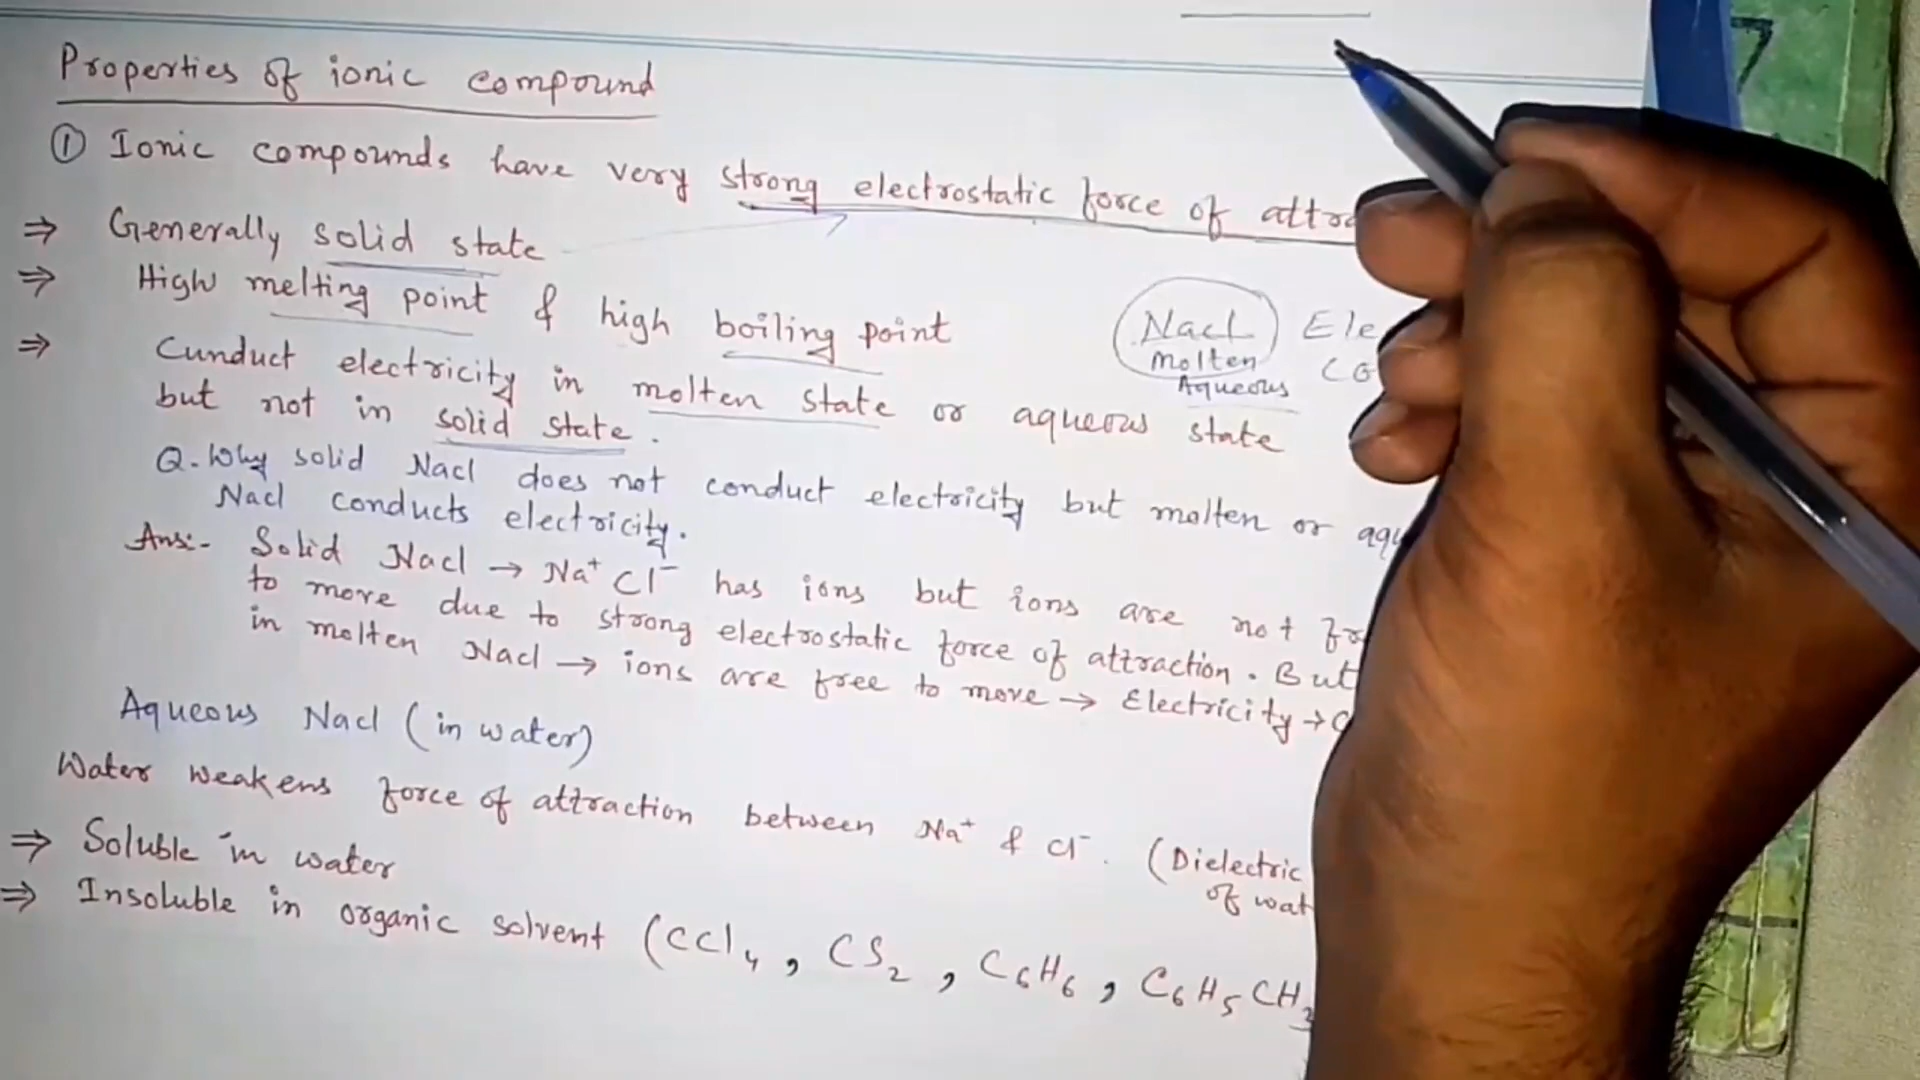 Properties of ionic compound
① Ionic compounds have very strong electrostatic force of attra
⇒ Generally solid state
⇒ High melting point & high boiling point
Nacl Ele
Molten Co
Aqueous
⇒ Cunduct electricity in molten state or aqueous state
but not in solid state.
Q. Why solid Nacl does not conduct electricity but molten or aqu
Nacl conducts electricity.
Ans:- Solid Nacl → Na⁺ Cl⁻ has ions but ions are not fr
to move due to strong electrostatic force of attraction. But
in molten Nacl → ions are free to move → Electricity → C
Aqueous Nacl (in water)
Water weakens force of attraction between Na⁺ & Cl⁻. (Dielectric
of wat
⇒ Soluble in water
⇒ Insoluble in organic solvent (CCl₄, CS₂, C₆H₆, C₆H₅CH₃